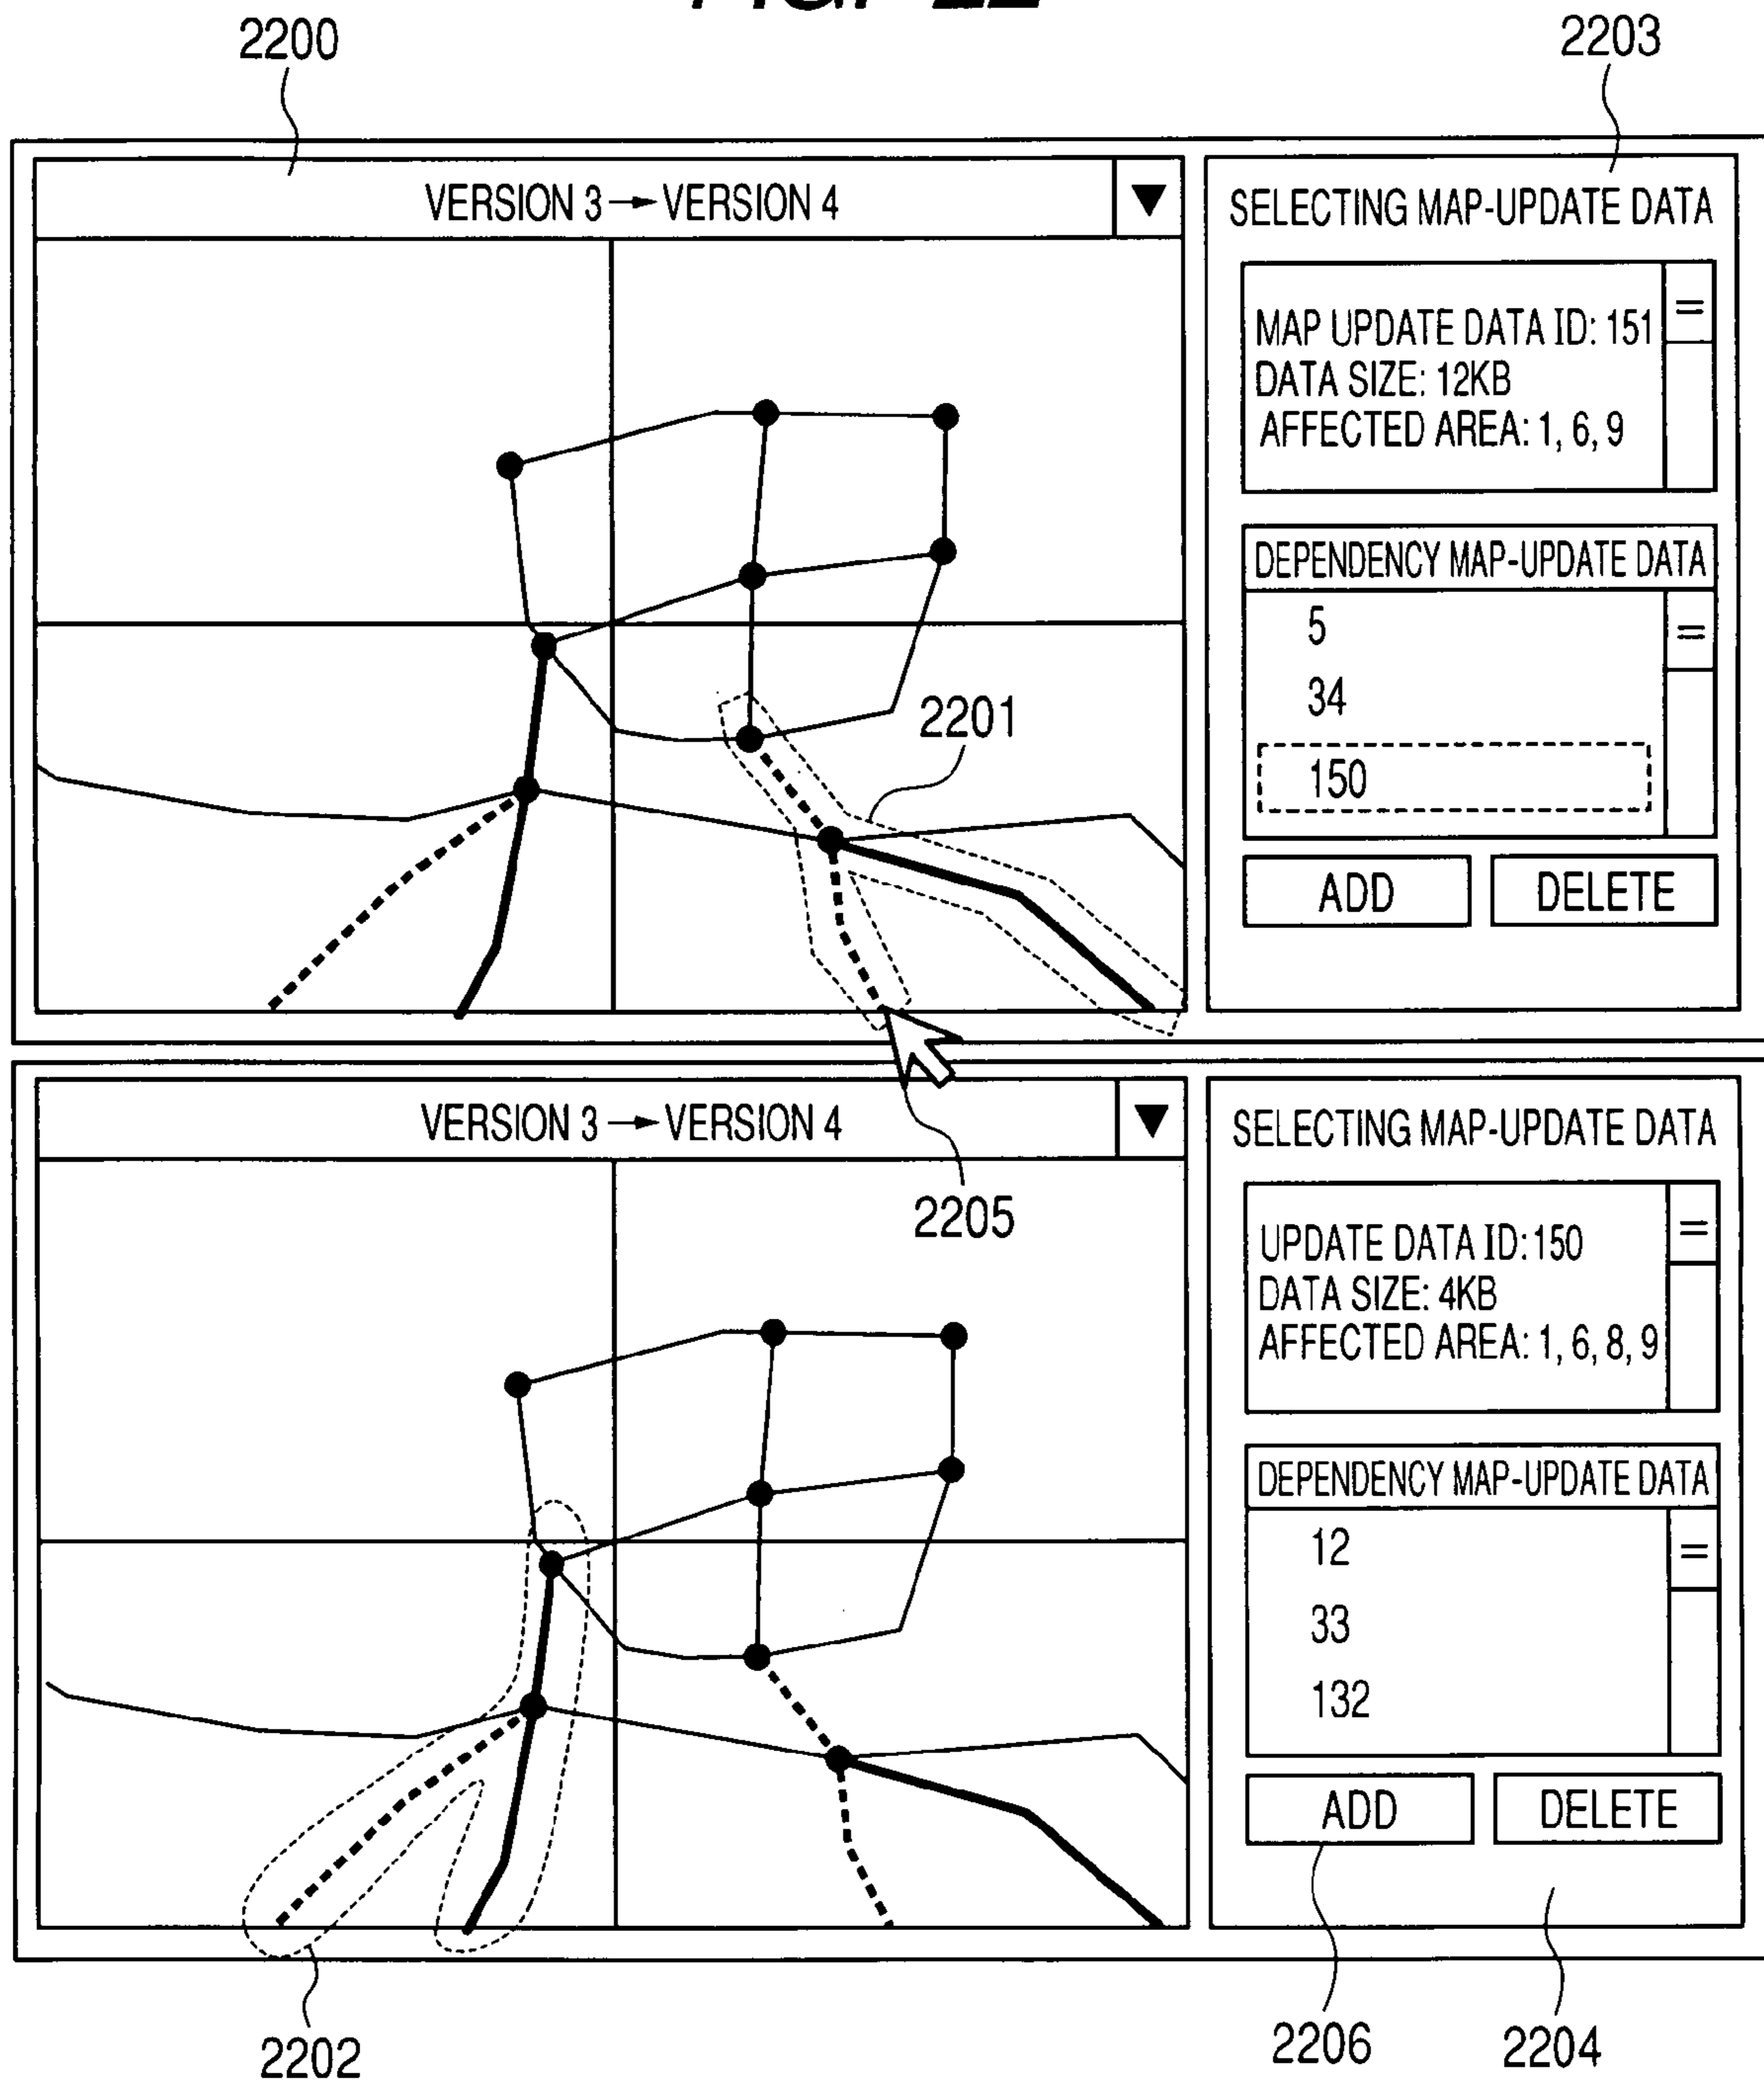 FIG. 22
2200
2203
VERSION 3 → VERSION 4 ▼
SELECTING MAP-UPDATE DATA
MAP UPDATE DATA ID: 151
DATA SIZE: 12KB
AFFECTED AREA: 1, 6, 9
DEPENDENCY MAP-UPDATE DATA
5
34
150
ADD
DELETE
2201
2205
VERSION 3 → VERSION 4 ▼
SELECTING MAP-UPDATE DATA
UPDATE DATA ID:150
DATA SIZE: 4KB
AFFECTED AREA: 1, 6, 8, 9
DEPENDENCY MAP-UPDATE DATA
12
33
132
ADD
DELETE
2202
2206
2204